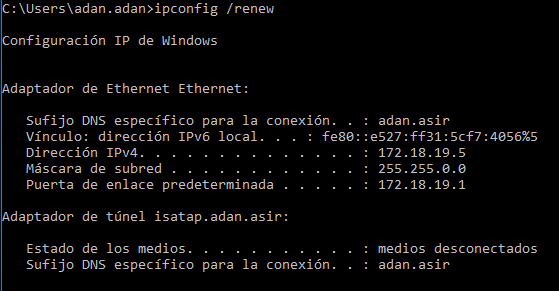 C:\Users\adan.adan>ipconfig /renew
Configuración IP de Windows
Adaptador de Ethernet Ethernet:
Sufijo DNS específico para la conexión. . : adan.asir
Vínculo: dirección IPv6 local. . . : fe80::e527:ff31:5cf7:4056%5
Dirección IPv4. . . . . . . . . . . . . . : 172.18.19.5
Máscara de subred . . . . . . . . . . . . : 255.255.0.0
Puerta de enlace predeterminada . . . . . : 172.18.19.1
Adaptador de túnel isatap.adan.asir:
Estado de los medios. . . . . . . . . . . : medios desconectados
Sufijo DNS específico para la conexión. . : adan.asir